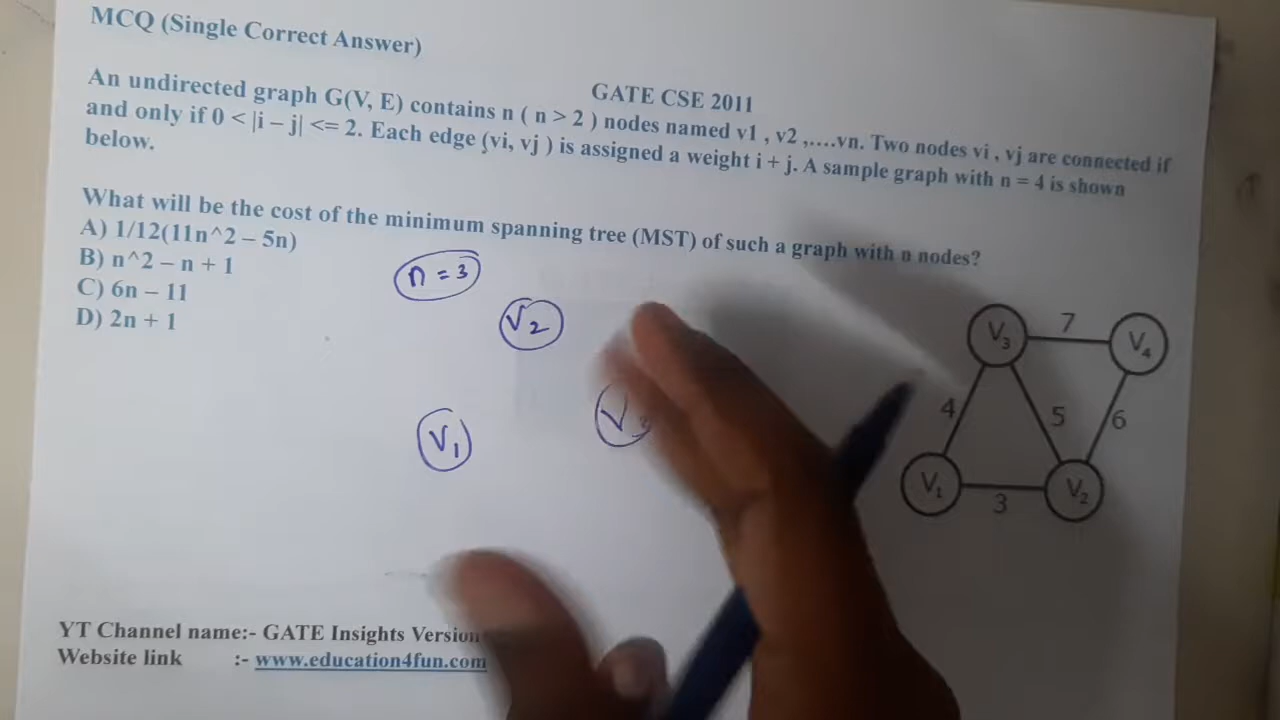 MCQ (Single Correct Answer)
GATE CSE 2011
An undirected graph G(V, E) contains n ( n > 2 ) nodes named v1 , v2 ,....vn. Two nodes vi , vj are connected if
and only if 0 < |i – j| <= 2. Each edge (vi, vj ) is assigned a weight i + j. A sample graph with n = 4 is shown
below.
What will be the cost of the minimum spanning tree (MST) of such a graph with n nodes?
A) 1/12(11n^2 – 5n)
B) n^2 – n + 1
C) 6n – 11
D) 2n + 1
n = 3
V2
V1
V3 7 V4
4 5 6
V1 3 V2
YT Channel name:- GATE Insights Version
Website link :- www.education4fun.com